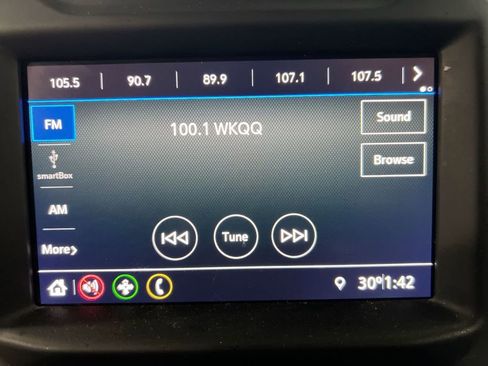 105.5 90.7 89.9 107.1 107.5
FM
100.1 WKQQ
Sound
smartBox
Browse
AM
Tune
More
30° 1:42